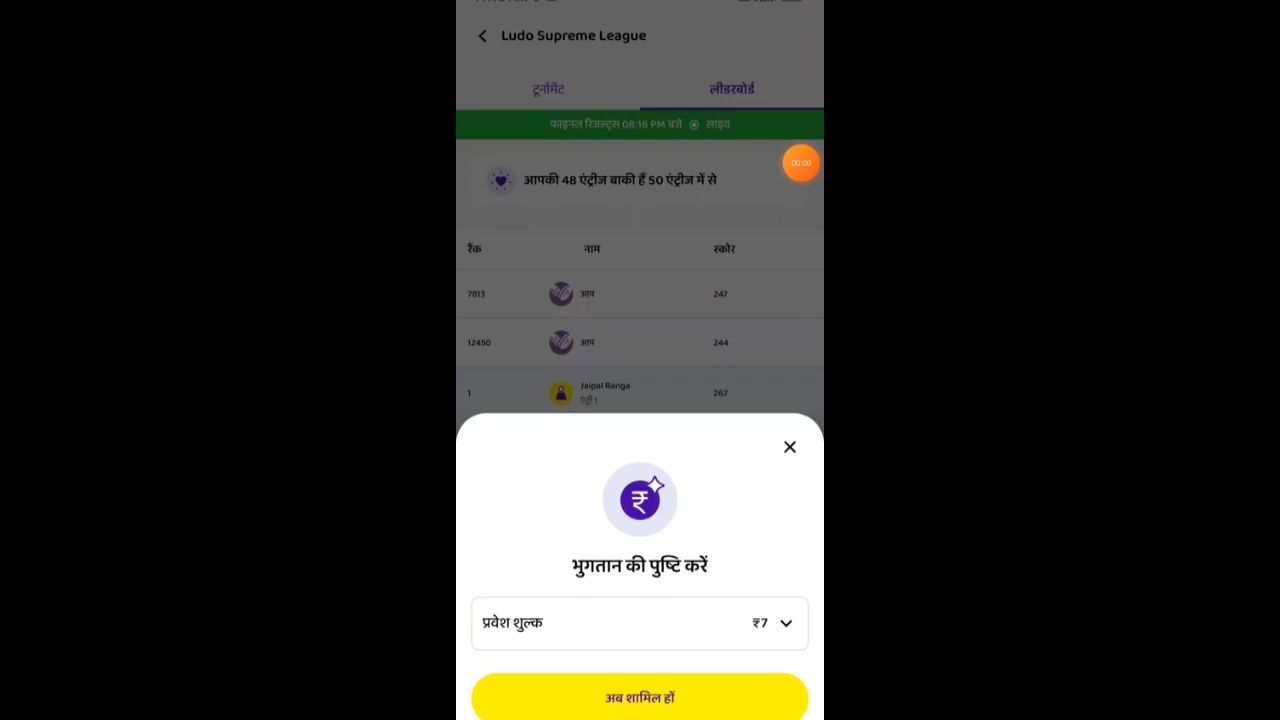 Ludo Supreme League
टूर्नामेंट
लीडरबोर्ड
फाइनल रिजल्ट्स 08:16 PM बजे लाइव
00:00
आपकी 48 एंट्रीज बाकी हैं 50 एंट्रीज में से
रैंक नाम स्कोर
7813 आप 247
12450 आप 244
1 Jaipal Ranga 267
एंट्री 1
भुगतान की पुष्टि करें
प्रवेश शुल्क ₹7
अब शामिल हों